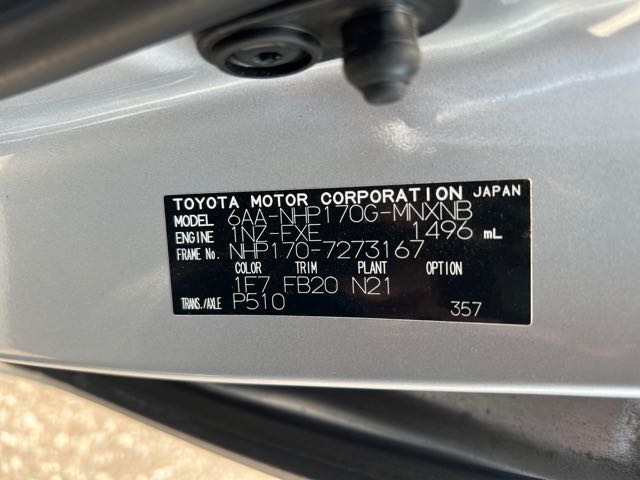 TOYOTA MOTOR CORPORATION JAPAN
MODEL 6AA-NHP170G-MNXNB
ENGINE 1NZ-FXE 1496 mL
FRAME No. NHP170-7273167
COLOR TRIM PLANT OPTION
1F7 FB20 N21
TRANS./AXLE P510
357